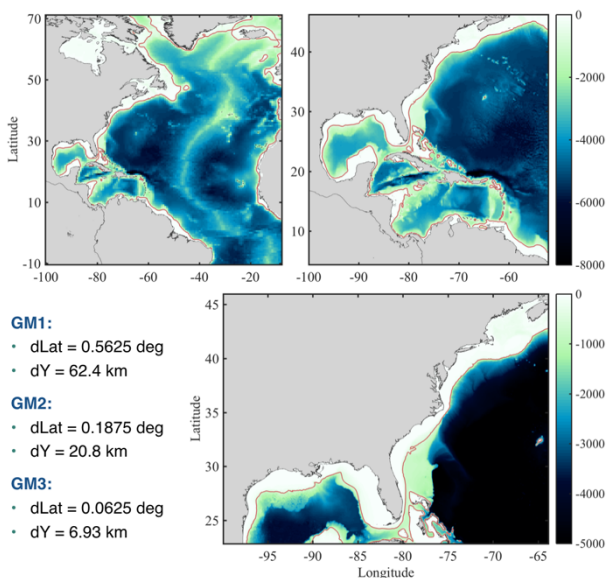 70
50
30
10
-10
Latitude
-100 -80 -60 -40 -20
40
30
20
10
-100 -90 -80 -70 -60
0
-2000
-4000
-6000
-8000
GM1:
• dLat = 0.5625 deg
• dY = 62.4 km
GM2:
• dLat = 0.1875 deg
• dY = 20.8 km
GM3:
• dLat = 0.0625 deg
• dY = 6.93 km
45
40
35
30
25
Latitude
-95 -90 -85 -80 -75 -70 -65
Longitude
0
-1000
-2000
-3000
-4000
-5000